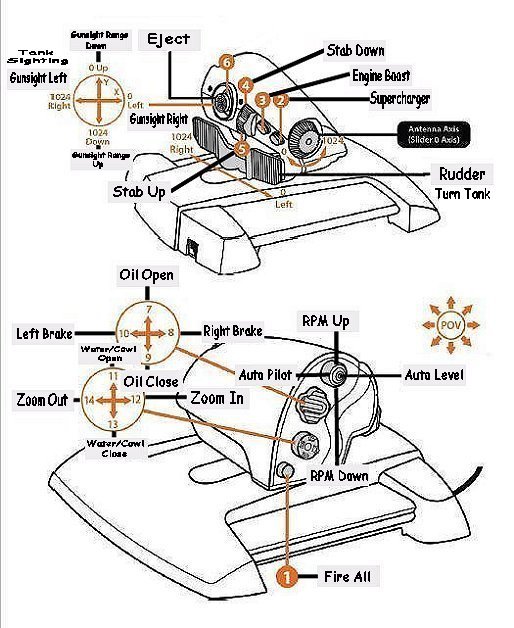 Gunsight Range
Down
Eject
Tank
Sighting
Gunsight Left
0 Up
Y
X
1024
Right
0
Left
1024
Down
Gunsight Range
Up
6
4
3
2
5
Stab Down
Engine Boost
Supercharger
Gunsight Right
1024
Right
0
1024
Antenna Axis
(Slider 0 Axis)
Stab Up
0
Left
Rudder
Turn Tank
Oil Open
7
Left Brake
10
8
Right Brake
9
Water/Cowl
Open
11
Oil Close
Zoom Out
14
12
Zoom In
13
Water/Cowl
Close
RPM Up
POV
Auto Pilot
Auto Level
RPM Down
1
Fire All